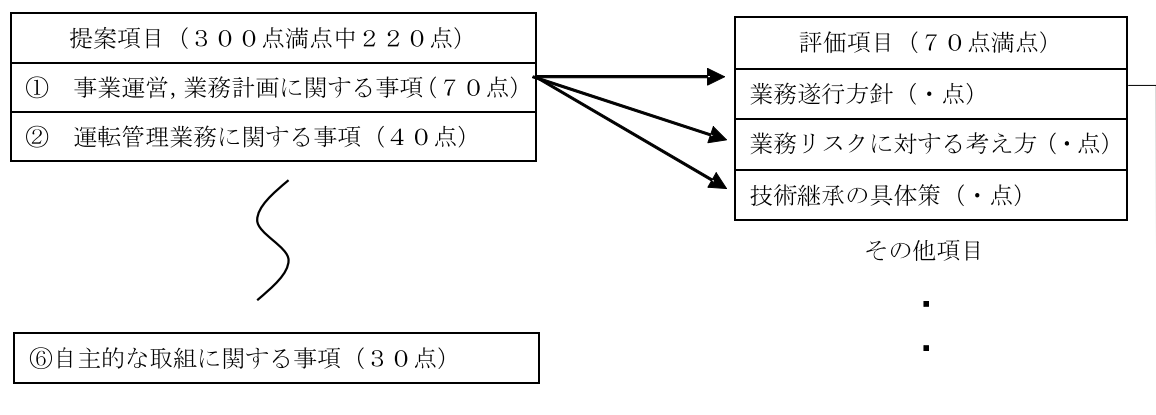 提案項目（３００点満点中２２０点）
①　事業運営，業務計画に関する事項（７０点）
②　運転管理業務に関する事項（４０点）
⑥自主的な取組に関する事項（３０点）
評価項目（７０点満点）
業務遂行方針（・点）
業務リスクに対する考え方（・点）
技術継承の具体策（・点）
その他項目
・
・